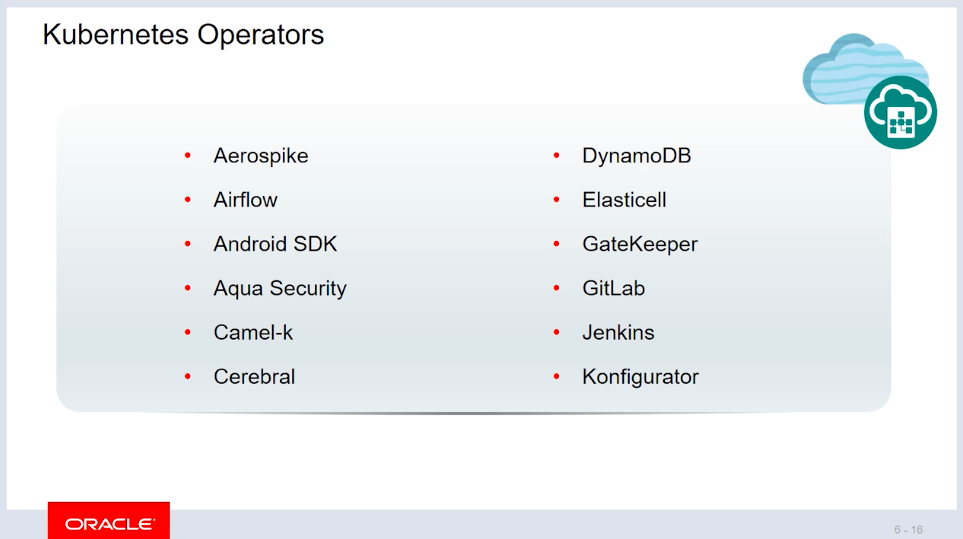 Kubernetes Operators
Aerospike
Airflow
Android SDK
Aqua Security
Camel-k
Cerebral
DynamoDB
Elasticell
GateKeeper
GitLab
Jenkins
Konfigurator
ORACLE
6 - 16